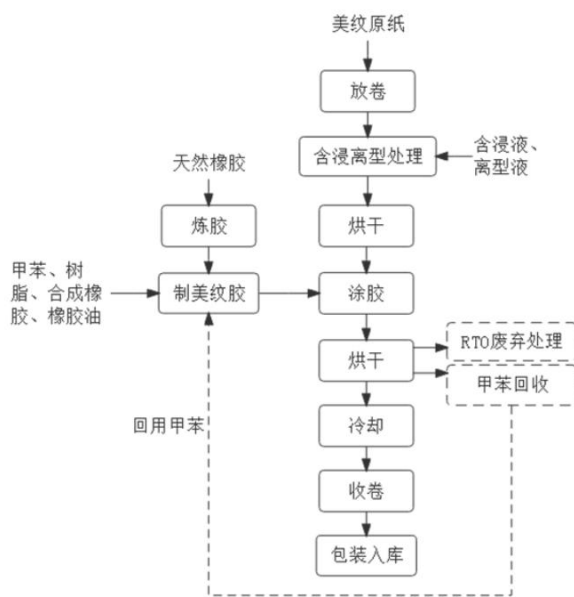 美纹原纸
放卷
含浸离型处理
含浸液、
离型液
天然橡胶
炼胶
烘干
甲苯、树
脂、合成橡
胶、橡胶油
制美纹胶
涂胶
烘干
RTO废弃处理
甲苯回收
回用甲苯
冷却
收卷
包装入库